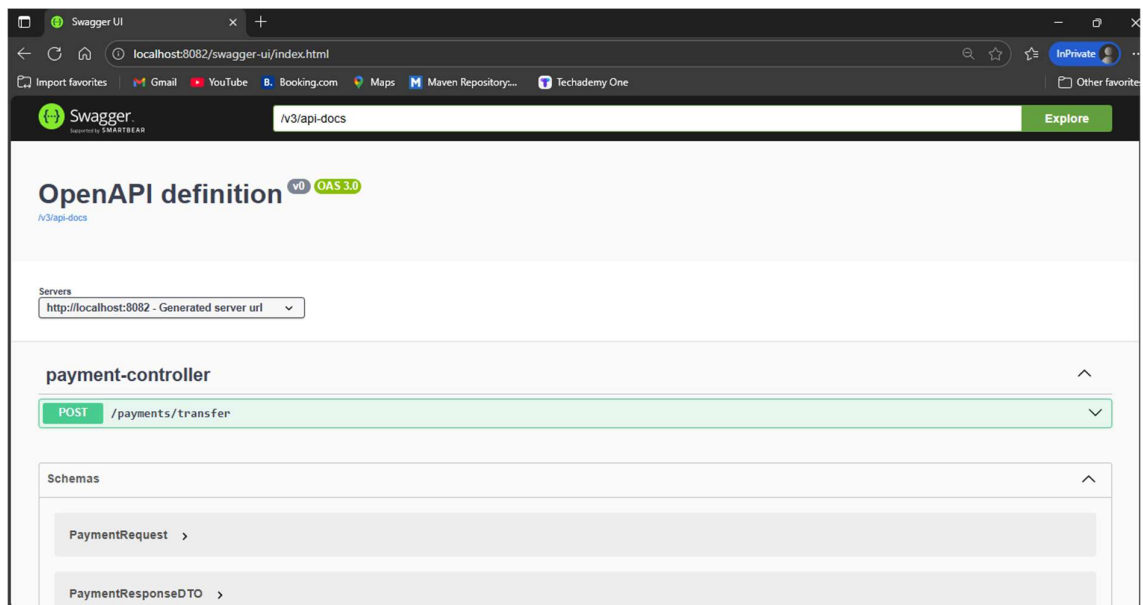 Swagger UI
localhost:8082/swagger-ui/index.html
InPrivate
Import favorites Gmail YouTube B. Booking.com Maps M Maven Repository:... T Techademy One Other favorites
Swagger.
Supported by SMARTBEAR
/v3/api-docs
Explore
OpenAPI definition v0 OAS 3.0
/v3/api-docs
Servers
http://localhost:8082 - Generated server url
payment-controller
POST /payments/transfer
Schemas
PaymentRequest
PaymentResponseDTO